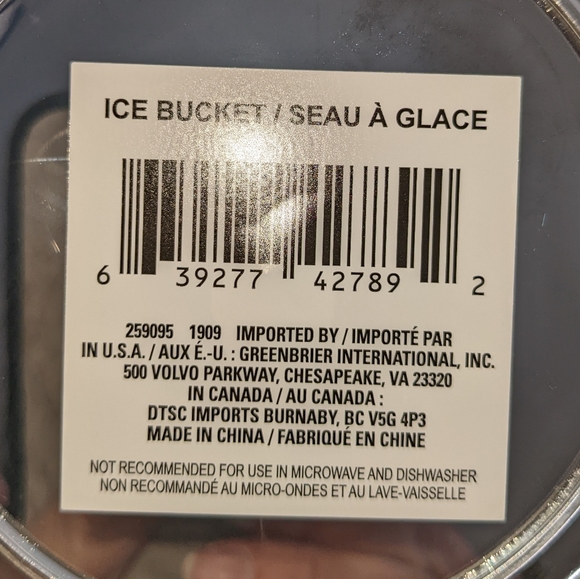 ICE BUCKET / SEAU À GLACE
6 39277 42789 2
259095 1909 IMPORTED BY / IMPORTÉ PAR
IN U.S.A. / AUX É.-U. : GREENBRIER INTERNATIONAL, INC.
500 VOLVO PARKWAY, CHESAPEAKE, VA 23320
IN CANADA / AU CANADA :
DTSC IMPORTS BURNABY, BC V5G 4P3
MADE IN CHINA / FABRIQUÉ EN CHINE
NOT RECOMMENDED FOR USE IN MICROWAVE AND DISHWASHER
NON RECOMMANDÉ AU MICRO-ONDES ET AU LAVE-VAISSELLE